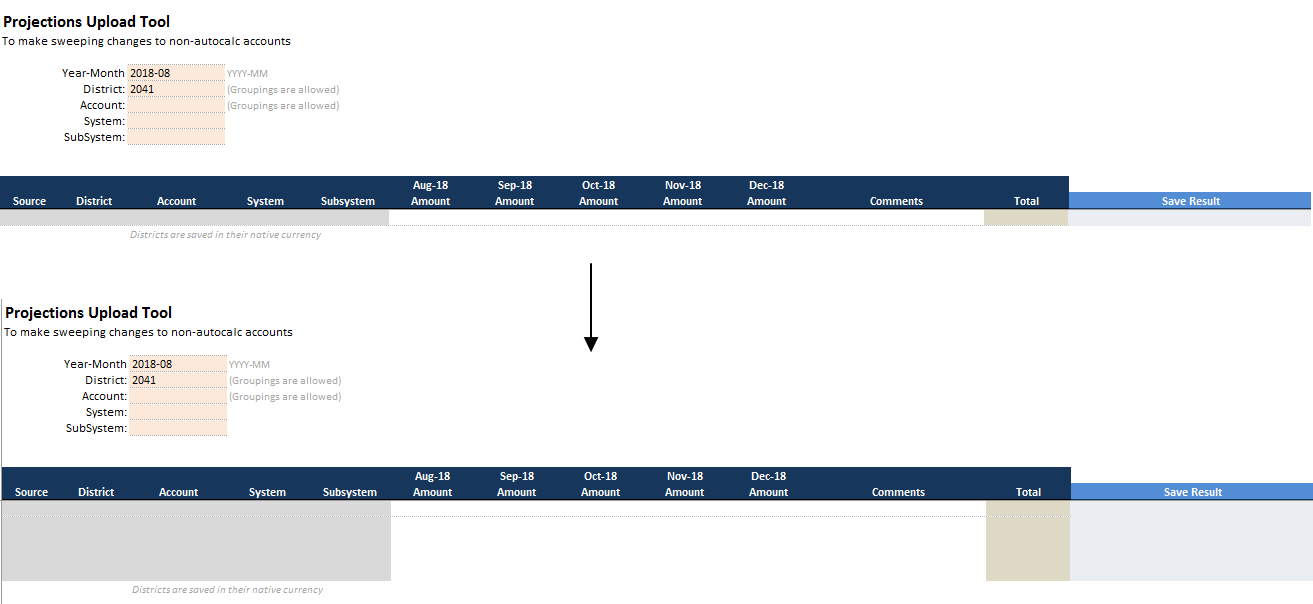 Projections Upload Tool
To make sweeping changes to non-autocalc accounts
Year-Month 2018-08 YYYY-MM
District: 2041 (Groupings are allowed)
Account: (Groupings are allowed)
System:
SubSystem:
Aug-18 Sep-18 Oct-18 Nov-18 Dec-18
Source District Account System Subsystem Amount Amount Amount Amount Amount Comments Total Save Result
Districts are saved in their native currency
Projections Upload Tool
To make sweeping changes to non-autocalc accounts
Year-Month 2018-08 YYYY-MM
District: 2041 (Groupings are allowed)
Account: (Groupings are allowed)
System:
SubSystem:
Aug-18 Sep-18 Oct-18 Nov-18 Dec-18
Source District Account System Subsystem Amount Amount Amount Amount Amount Comments Total Save Result
Districts are saved in their native currency